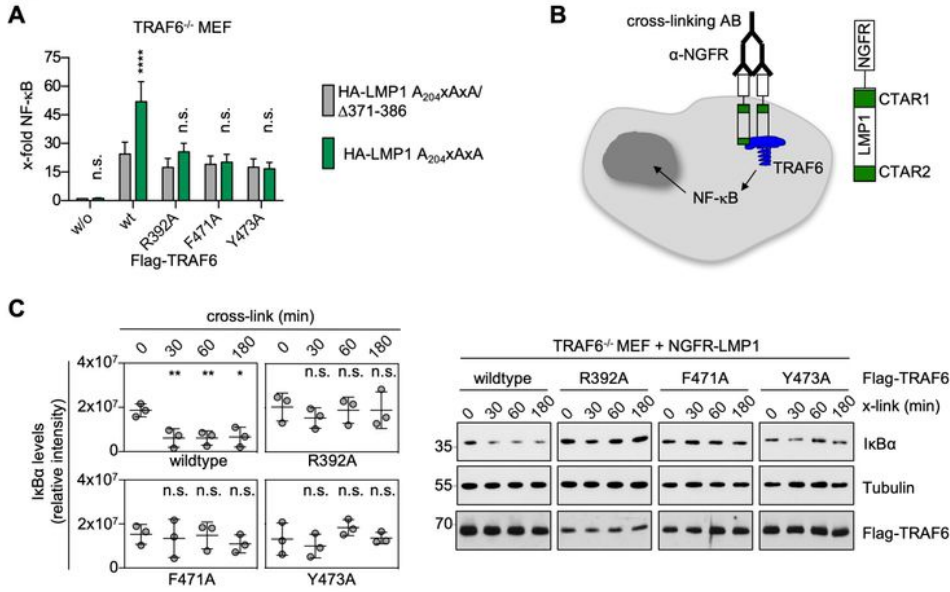 A
TRAF6-/- MEF
x-fold NF-κB
75
60
45
30
15
0
n.s.
****
n.s.
n.s.
n.s.
w/o
wt
R392A
F471A
Y473A
Flag-TRAF6
HA-LMP1 A204xAxA/
Δ371-386
HA-LMP1 A204xAxA
B
cross-linking AB
α-NGFR
TRAF6
NF-κB
NGFR
LMP1
CTAR1
CTAR2
C
cross-link (min)
0 30 60 180 0 30 60 180
IκBα levels
(relative intensity)
4x10^7
2x10^7
0
** ** *
wildtype
n.s. n.s. n.s.
R392A
4x10^7
2x10^7
0
n.s. n.s. n.s.
F471A
n.s. n.s. n.s.
Y473A
TRAF6-/- MEF + NGFR-LMP1
wildtype R392A F471A Y473A Flag-TRAF6
0 30 60 180 0 30 60 180 0 30 60 180 0 30 60 180 x-link (min)
35 IκBα
55 Tubulin
70 Flag-TRAF6